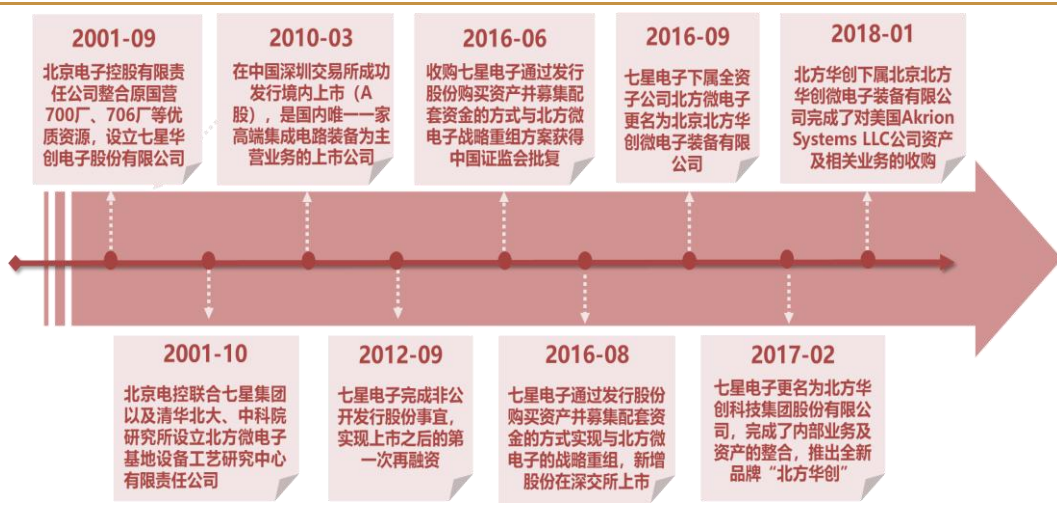 2001-09
北京电子控股有限责
任公司整合原国营
700厂、706厂等优
质资源，设立七星华
创电子股份有限公司
2010-03
在中国深圳交易所成功
发行境内上市（A
股），是国内唯一一家
高端集成电路装备为主
营业务的上市公司
2016-06
收购七星电子通过发行
股份购买资产并募集配
套资金的方式与北方微
电子战略重组方案获得
中国证监会批复
2016-09
七星电子下属全资
子公司北方微电子
更名为北京北方华
创微电子装备有限
公司
2018-01
北方华创下属北京北方
华创微电子装备有限公
司完成了对美国Akrion
Systems LLC公司资产
及相关业务的收购
2001-10
北京电控联合七星集团
以及清华北大、中科院
研究所设立北方微电子
基地设备工艺研究中心
有限责任公司
2012-09
七星电子完成非公
开发行股份事宜，
实现上市之后的第
一次再融资
2016-08
七星电子通过发行股份
购买资产并募集配套资
金的方式实现与北方微
电子的战略重组，新增
股份在深交所上市
2017-02
七星电子更名为北方华
创科技集团股份有限公
司，完成了内部业务及
资产的整合，推出全新
品牌“北方华创”